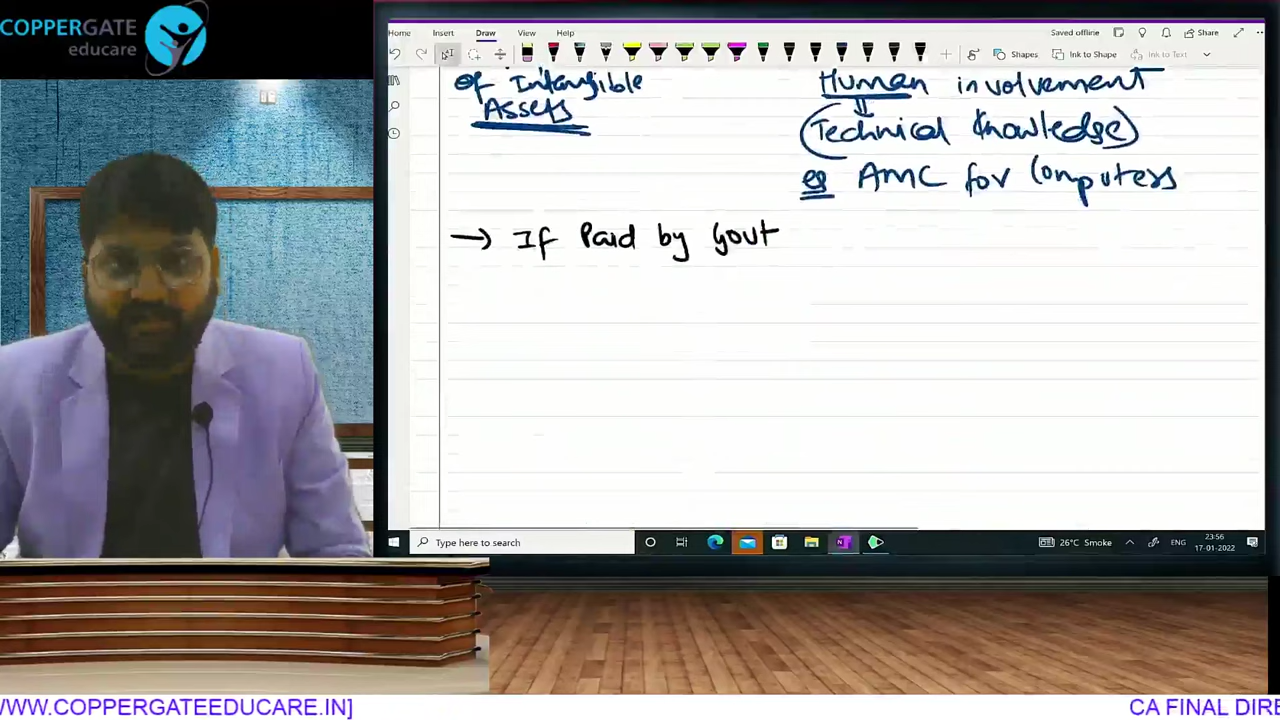 COPPERGATE
educare
Home Insert Draw View Help
Saved offline
Share
Shapes
Ink to Shape
Ink to Text
of Intangible
Assets
Human involvement
(Technical Knowledge)
eg AMC for Computers
→ If Paid by Govt
Type here to search
26°C Smoke
ENG
23:56
17-01-2022
WWW.COPPERGATEEDUCARE.IN]
CA FINAL DIRE